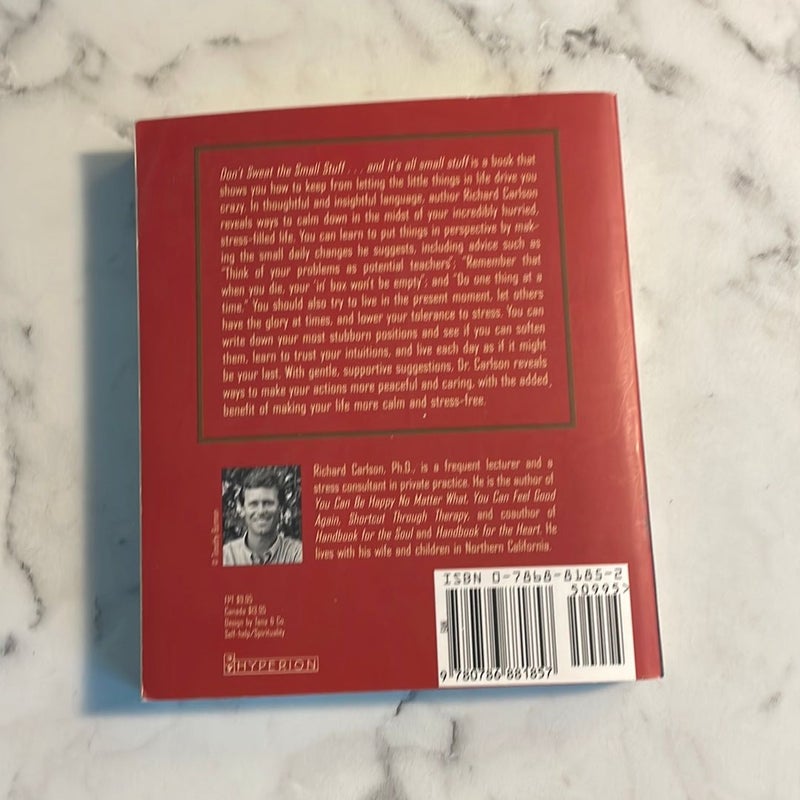 Don't Sweat the Small Stuff . . . and it's all small stuff is a book that
shows you how to keep from letting the little things in life drive you
crazy. In thoughtful and insightful language, author Richard Carlson
reveals ways to calm down in the midst of your incredibly hurried,
stress-filled life. You can learn to put things in perspective by mak-
ing the small daily changes he suggests, including advice such as
"Think of your problems as potential teachers"; "Remember that
when you die, your 'in' box won't be empty"; and "Do one thing at a
time." You should also try to live in the present moment, let others
have the glory at times, and lower your tolerance to stress. You can
write down your most stubborn positions and see if you can soften
them, learn to trust your intuitions, and live each day as if it might
be your last. With gentle, supportive suggestions, Dr. Carlson reveals
ways to make your actions more peaceful and caring, with the added
benefit of making your life more calm and stress-free.
Richard Carlson, Ph.D., is a frequent lecturer and a
stress consultant in private practice. He is the author of
You Can Be Happy No Matter What, You Can Feel Good
Again, Shortcut Through Therapy, and coauthor of
Handbook for the Soul and Handbook for the Heart. He
lives with his wife and children in Northern California.
FPT $9.95
Canada $13.95
Design by Tana & Co
Self-help/Spirituality
HYPERION
ISBN 0-7868-8185-2
50995>
9 780786 881857